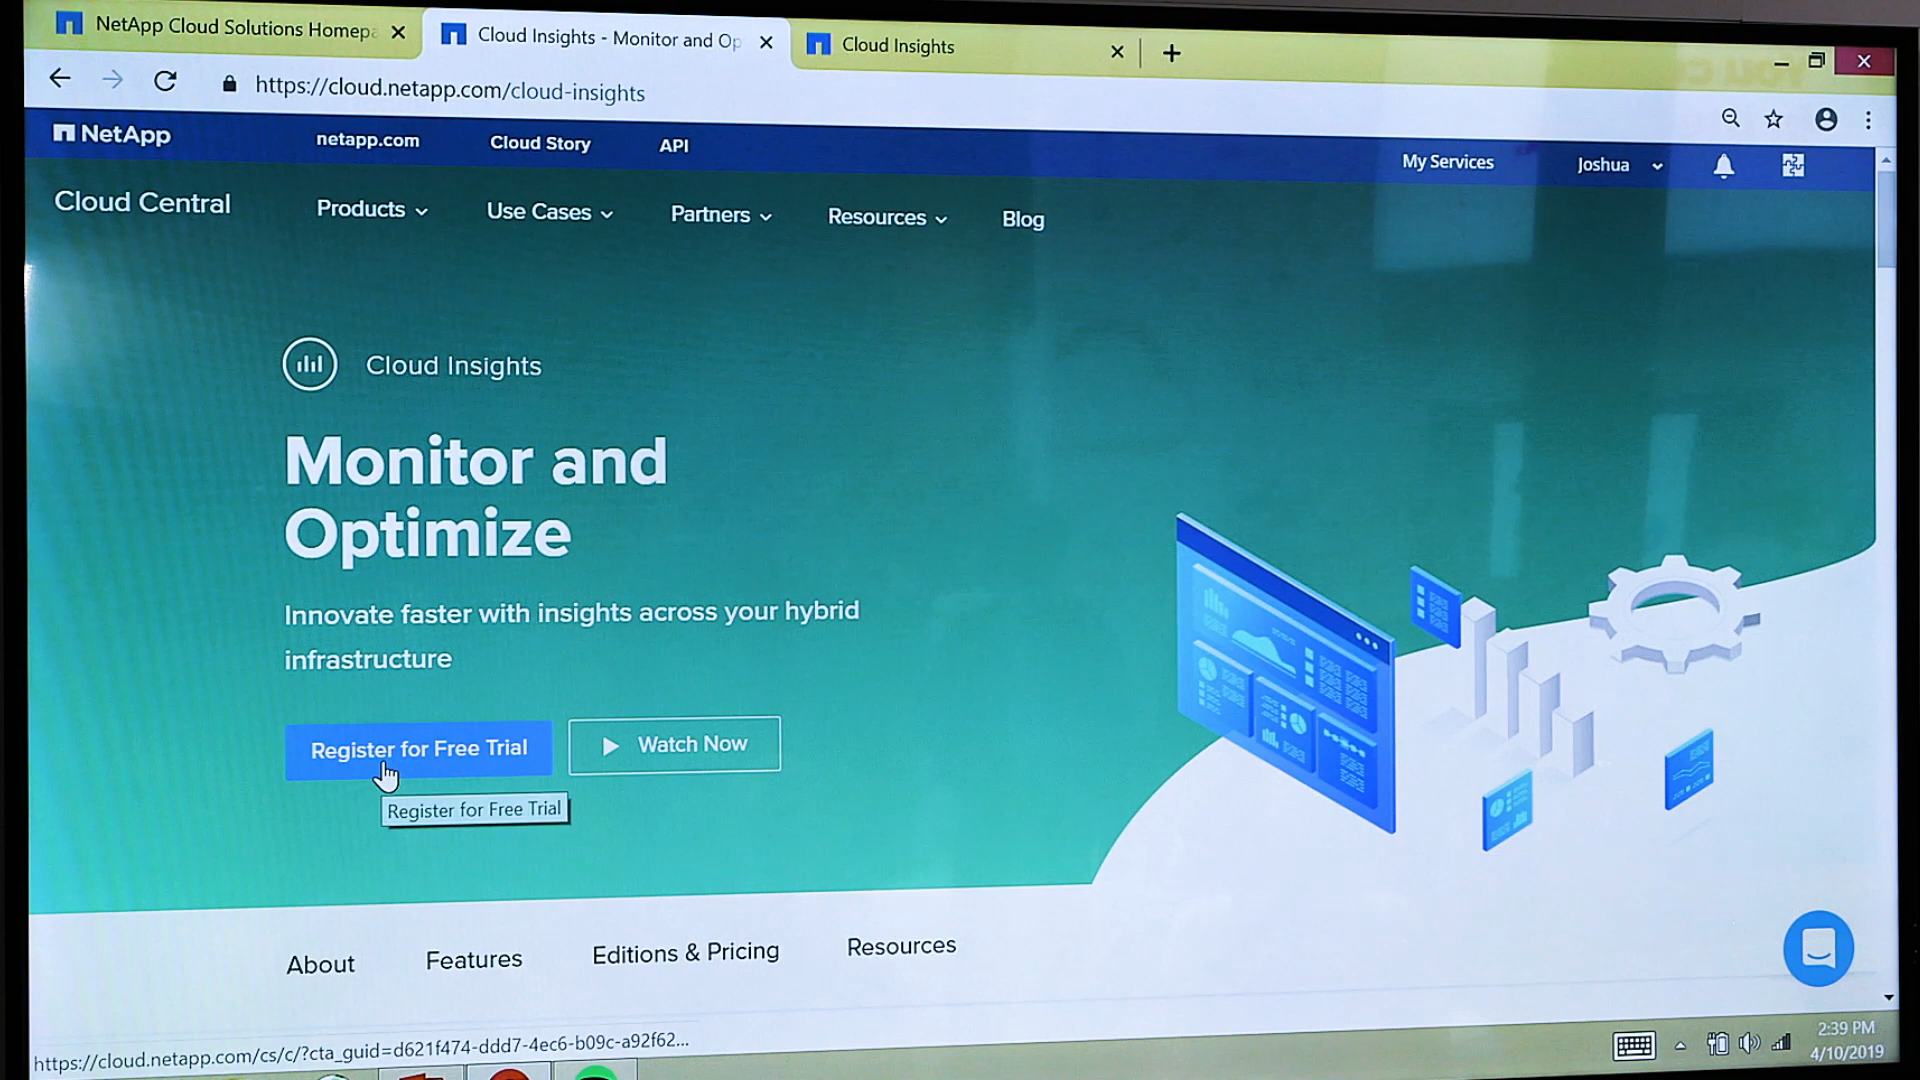 NetApp Cloud Solutions Homepa
Cloud Insights - Monitor and Op
Cloud Insights
https://cloud.netapp.com/cloud-insights
NetApp
netapp.com
Cloud Story
API
My Services
Joshua
Cloud Central
Products
Use Cases
Partners
Resources
Blog
Cloud Insights
Monitor and
Optimize
Innovate faster with insights across your hybrid
infrastructure
Register for Free Trial
Watch Now
Register for Free Trial
About
Features
Editions & Pricing
Resources
https://cloud.netapp.com/cs/c/?cta_guid=d621f474-ddd7-4ec6-b09c-a92f62...
2:39 PM
4/10/2019